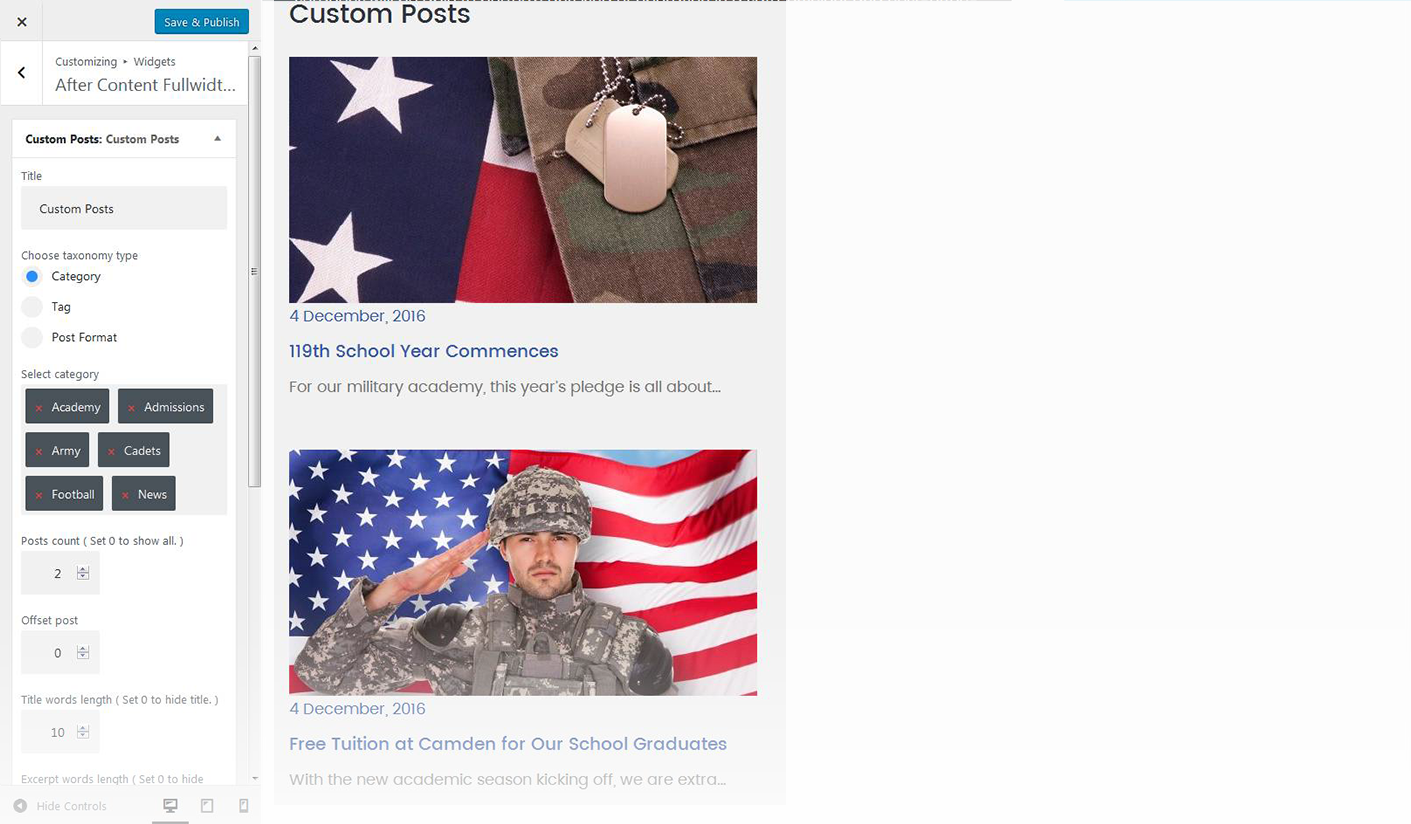 Save & Publish
Customizing ▸ Widgets
After Content Fullwidt...
Custom Posts: Custom Posts
Title
Custom Posts
Choose taxonomy type
Category
Tag
Post Format
Select category
× Academy × Admissions
× Army × Cadets
× Football × News
Posts count ( Set 0 to show all. )
2
Offset post
0
Title words length ( Set 0 to hide title. )
10
Excerpt words length ( Set 0 to hide
Hide Controls
Custom Posts
4 December, 2016
119th School Year Commences
For our military academy, this year's pledge is all about...
4 December, 2016
Free Tuition at Camden for Our School Graduates
With the new academic season kicking off, we are extra...